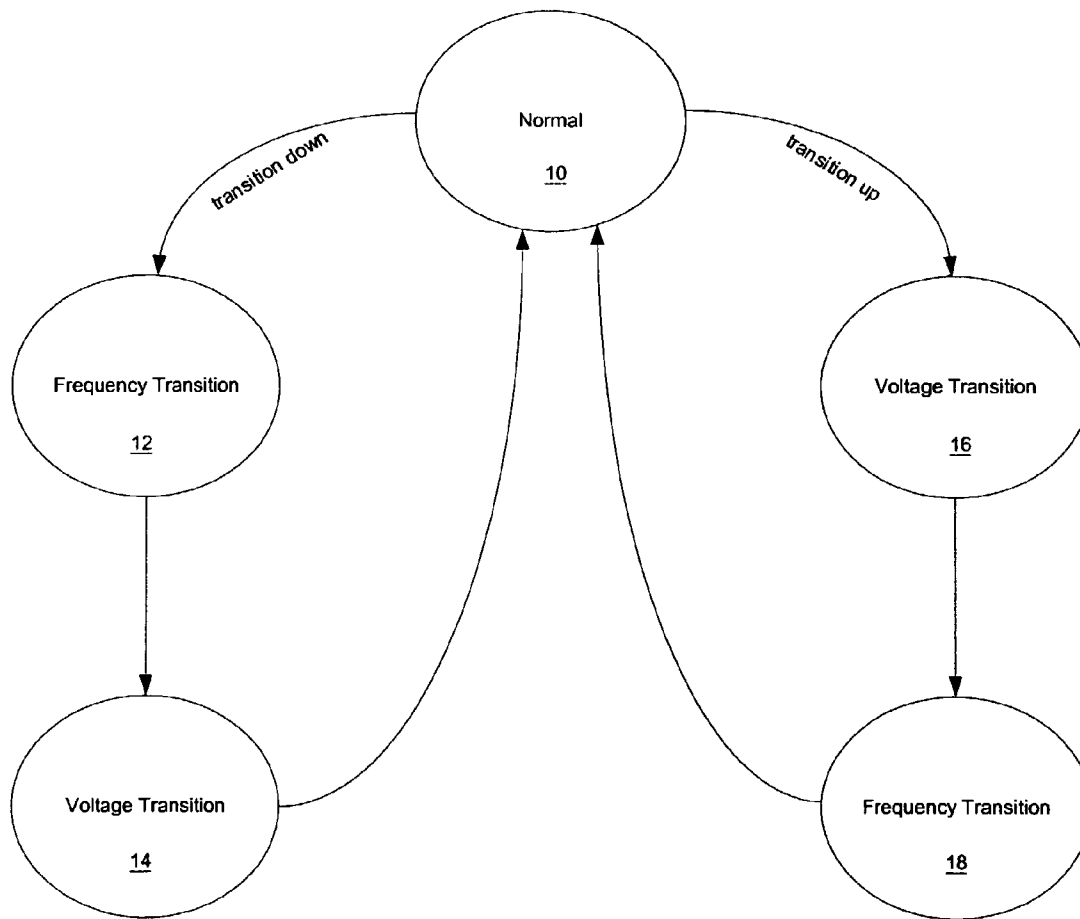 Normal
10
transition down
transition up
Frequency Transition
12
Voltage Transition
16
Voltage Transition
14
Frequency Transition
18